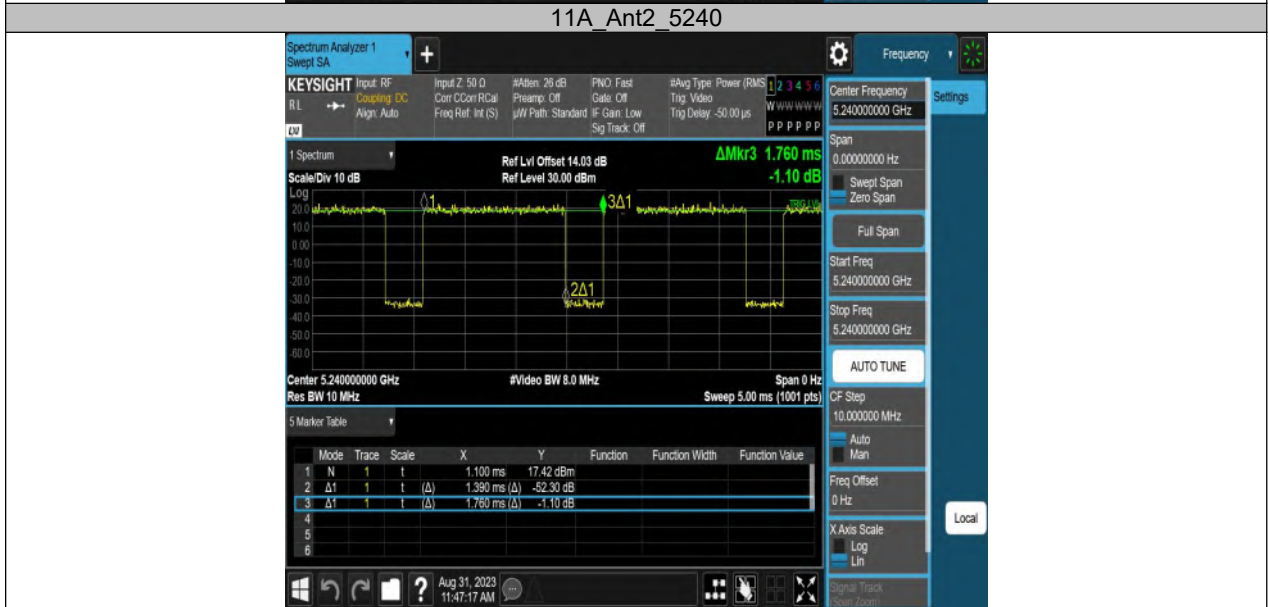 11A_Ant2_5240
Spectrum Analyzer 1
Swept SA
+
Frequency
KEYSIGHT Input: RF Input Z: 50 Ω #Atten: 26 dB PNO: Fast #Avg Type: Power (RMS 1 2 3 4 5 6
RL Coupling: DC Corr CCorr RCal Preamp: Off Gate: Off Trig: Video W W W W W W
Align: Auto Freq Ref: Int (S) µW Path: Standard IF Gain: Low Trig Delay: -50.00 µs
LXI Sig Track: Off P P P P P P
1 Spectrum
Ref Lvl Offset 14.03 dB
ΔMkr3 1.760 ms
Scale/Div 10 dB Ref Level 30.00 dBm -1.10 dB
Log
1 3Δ1
20.0
10.0
0.00
-10.0
-20.0
2Δ1
-30.0
-40.0
-50.0
-60.0
Center 5.240000000 GHz #Video BW 8.0 MHz Span 0 Hz
Res BW 10 MHz Sweep 5.00 ms (1001 pts)
5 Marker Table
Mode Trace Scale X Y Function Function Width Function Value
1 N 1 t 1.100 ms 17.42 dBm
2 Δ1 1 t (Δ) 1.390 ms (Δ) -52.30 dB
3 Δ1 1 t (Δ) 1.760 ms (Δ) -1.10 dB
4
5
6
Aug 31, 2023
11:47:17 AM
Center Frequency
5.240000000 GHz
Settings
Span
0.00000000 Hz
Swept Span
Zero Span
Full Span
Start Freq
5.240000000 GHz
Stop Freq
5.240000000 GHz
AUTO TUNE
CF Step
10.000000 MHz
Auto
Man
Freq Offset
0 Hz
X Axis Scale
Log
Lin
Local
Signal Track
(Span Zoom)